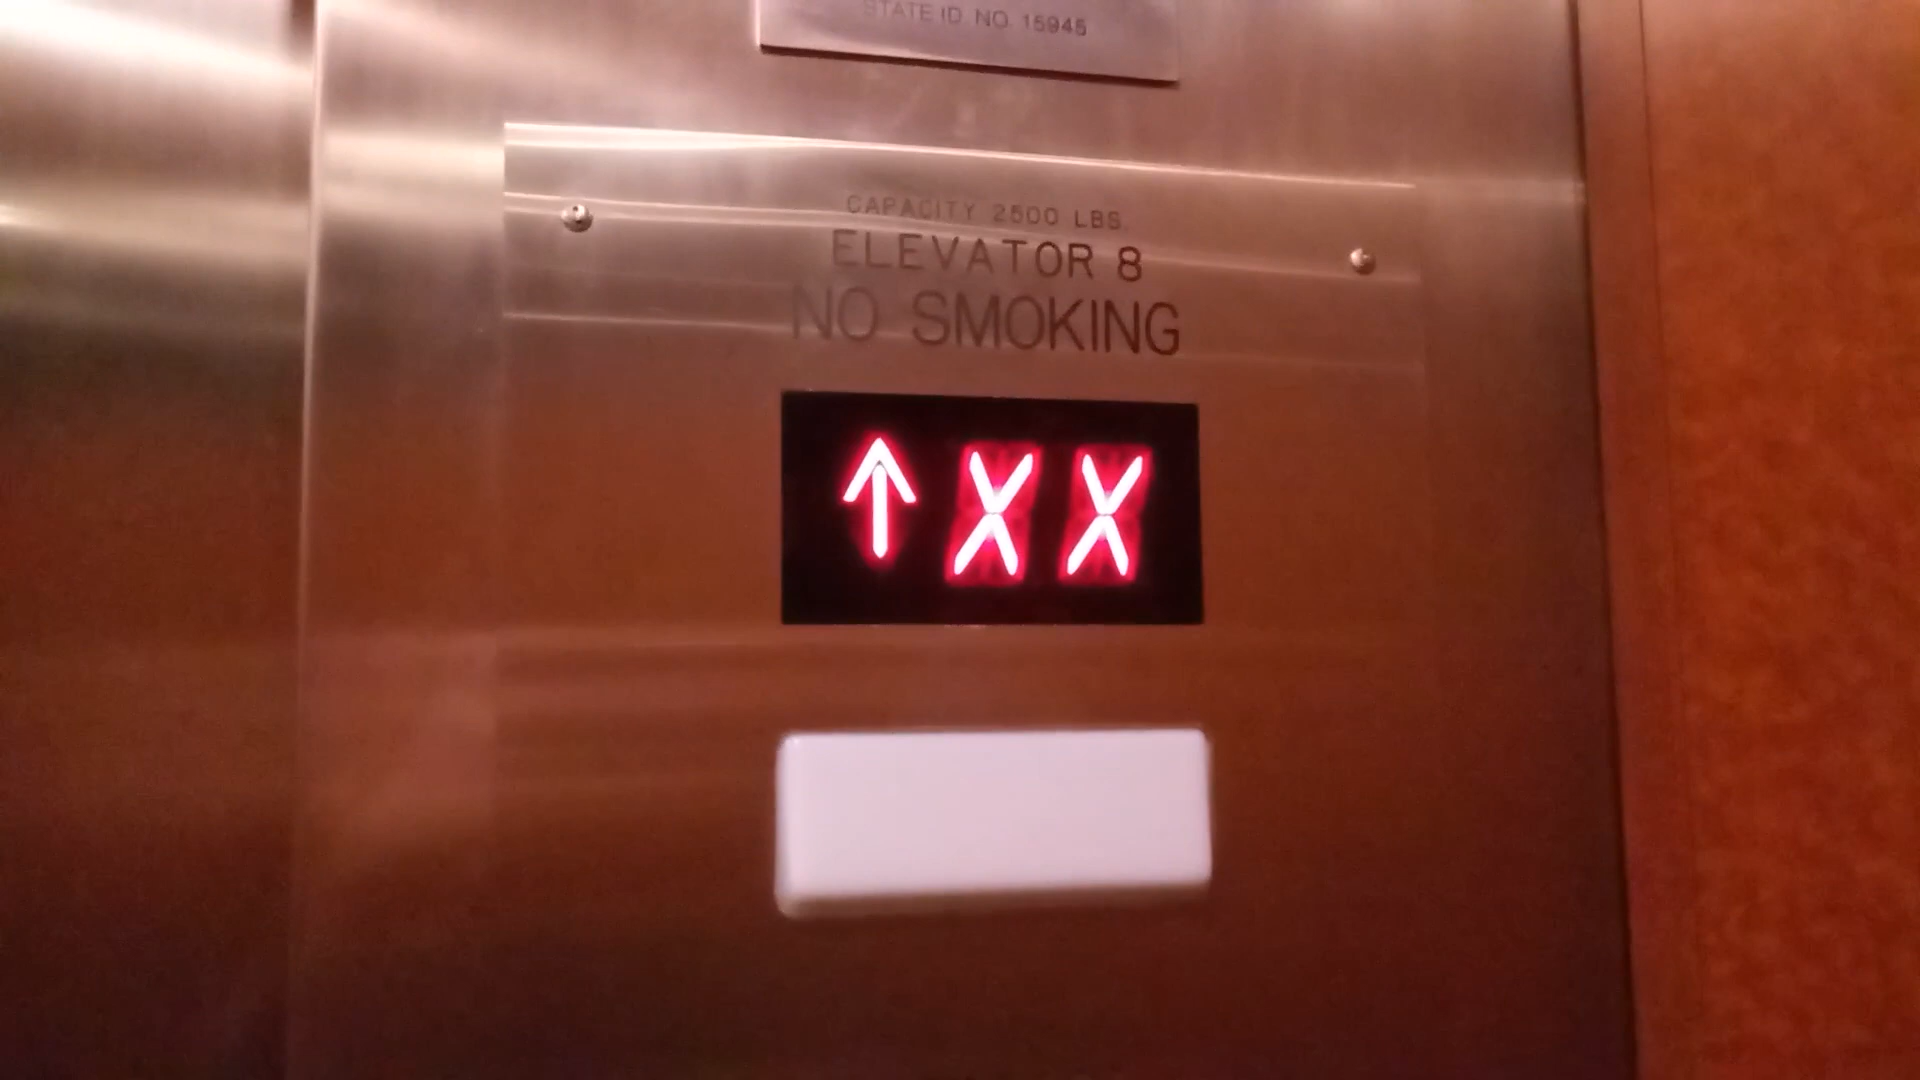 STATE ID. NO. 15945
CAPACITY 2500 LBS.
ELEVATOR 8
NO SMOKING
↑ XX